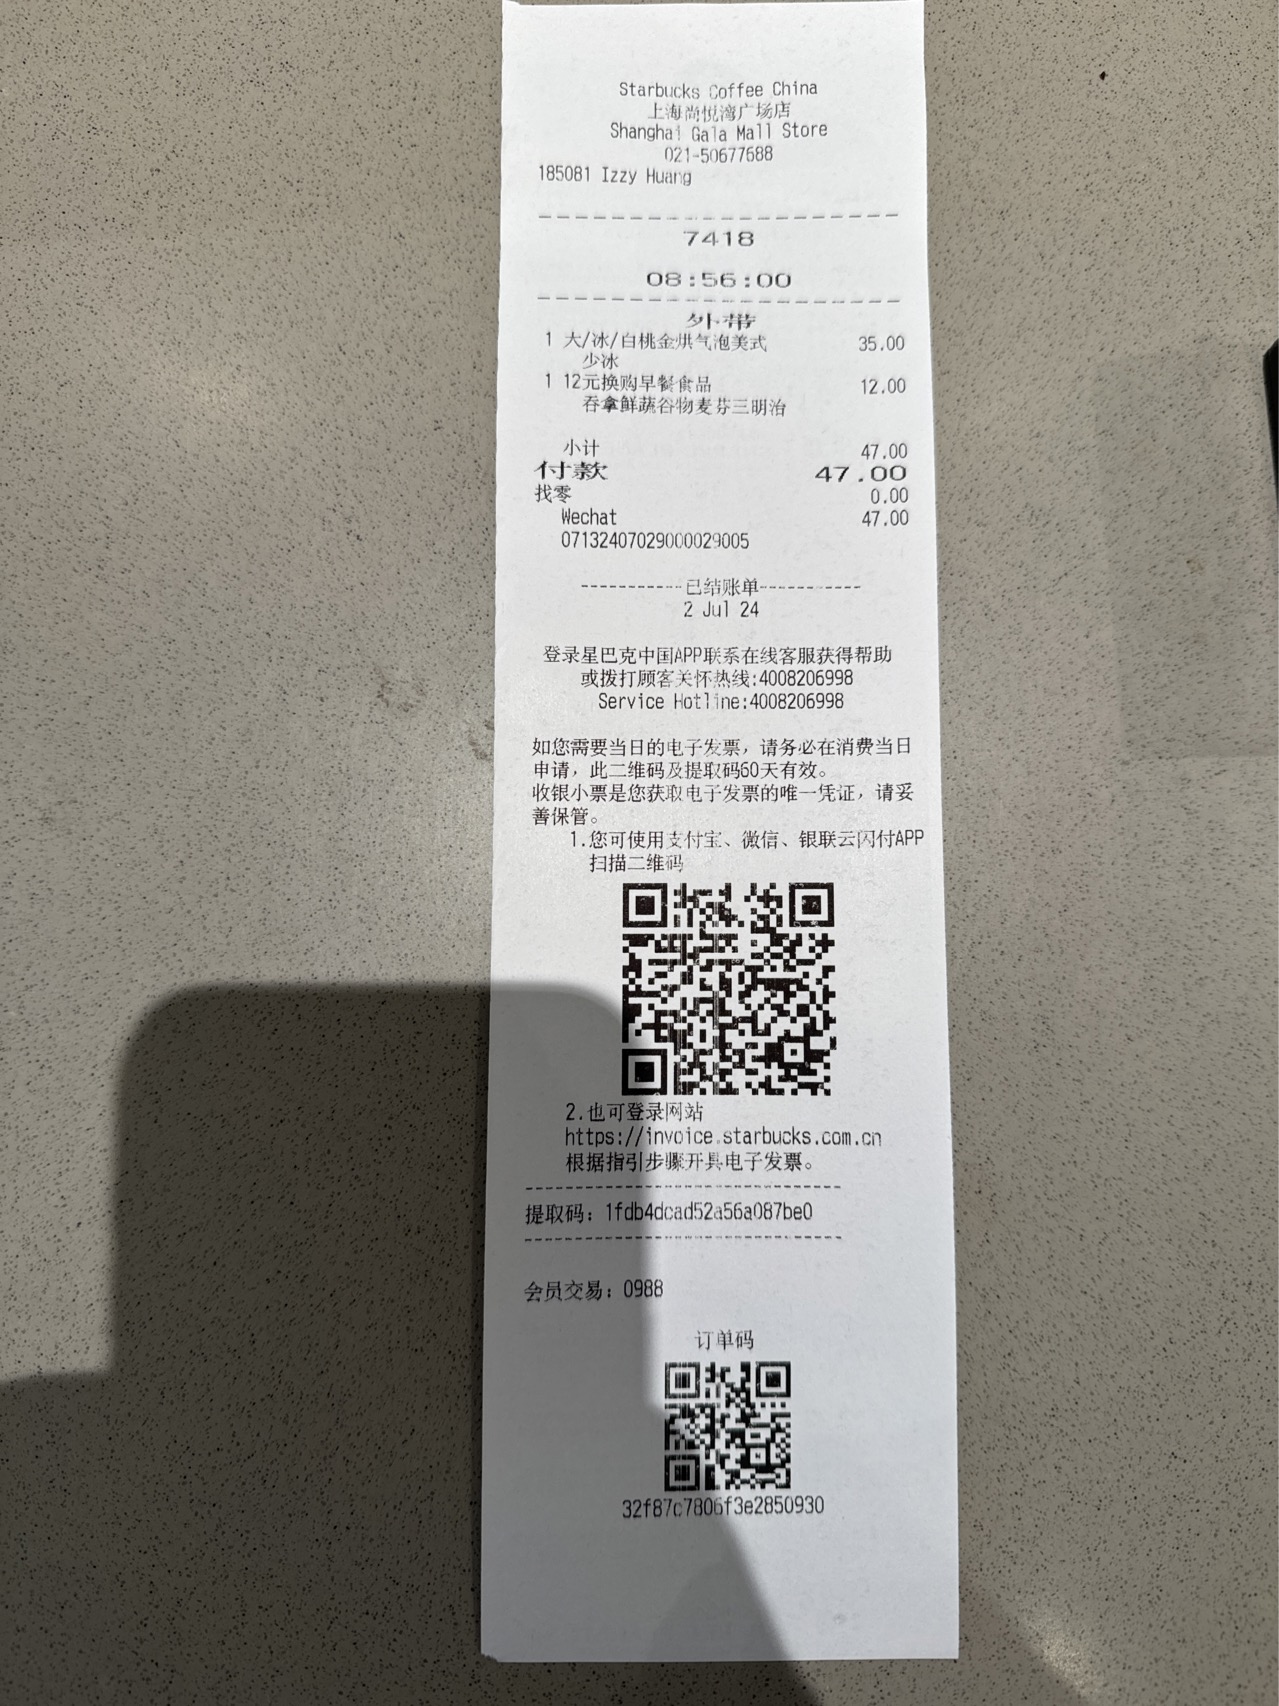 Starbucks Coffee China
上海尚悦湾广场店
Shanghai Gala Mall Store
021-50677688
185081 Izzy Huang
7418
08:56:00
外带
1 大/冰/白桃金烘气泡美式 35.00
少冰
1 12元换购早餐食品 12.00
吞拿鲜蔬谷物麦芬三明治
小计 47.00
付款 47.00
找零 0.00
Wechat 47.00
07132407029000029005
-----------已结账单-----------
2 Jul 24
登录星巴克中国APP联系在线客服获得帮助
或拨打顾客关怀热线:4008206998
Service Hotline:4008206998
如您需要当日的电子发票，请务必在消费当日
申请，此二维码及提取码60天有效。
收银小票是您获取电子发票的唯一凭证，请妥
善保管。
1.您可使用支付宝、微信、银联云闪付APP
扫描二维码
2.也可登录网站
https://invoice.starbucks.com.cn
根据指引步骤开具电子发票。
提取码：1fdb4dcad52a56a087be0
会员交易：0988
订单码
32f87c7806f3e2850930